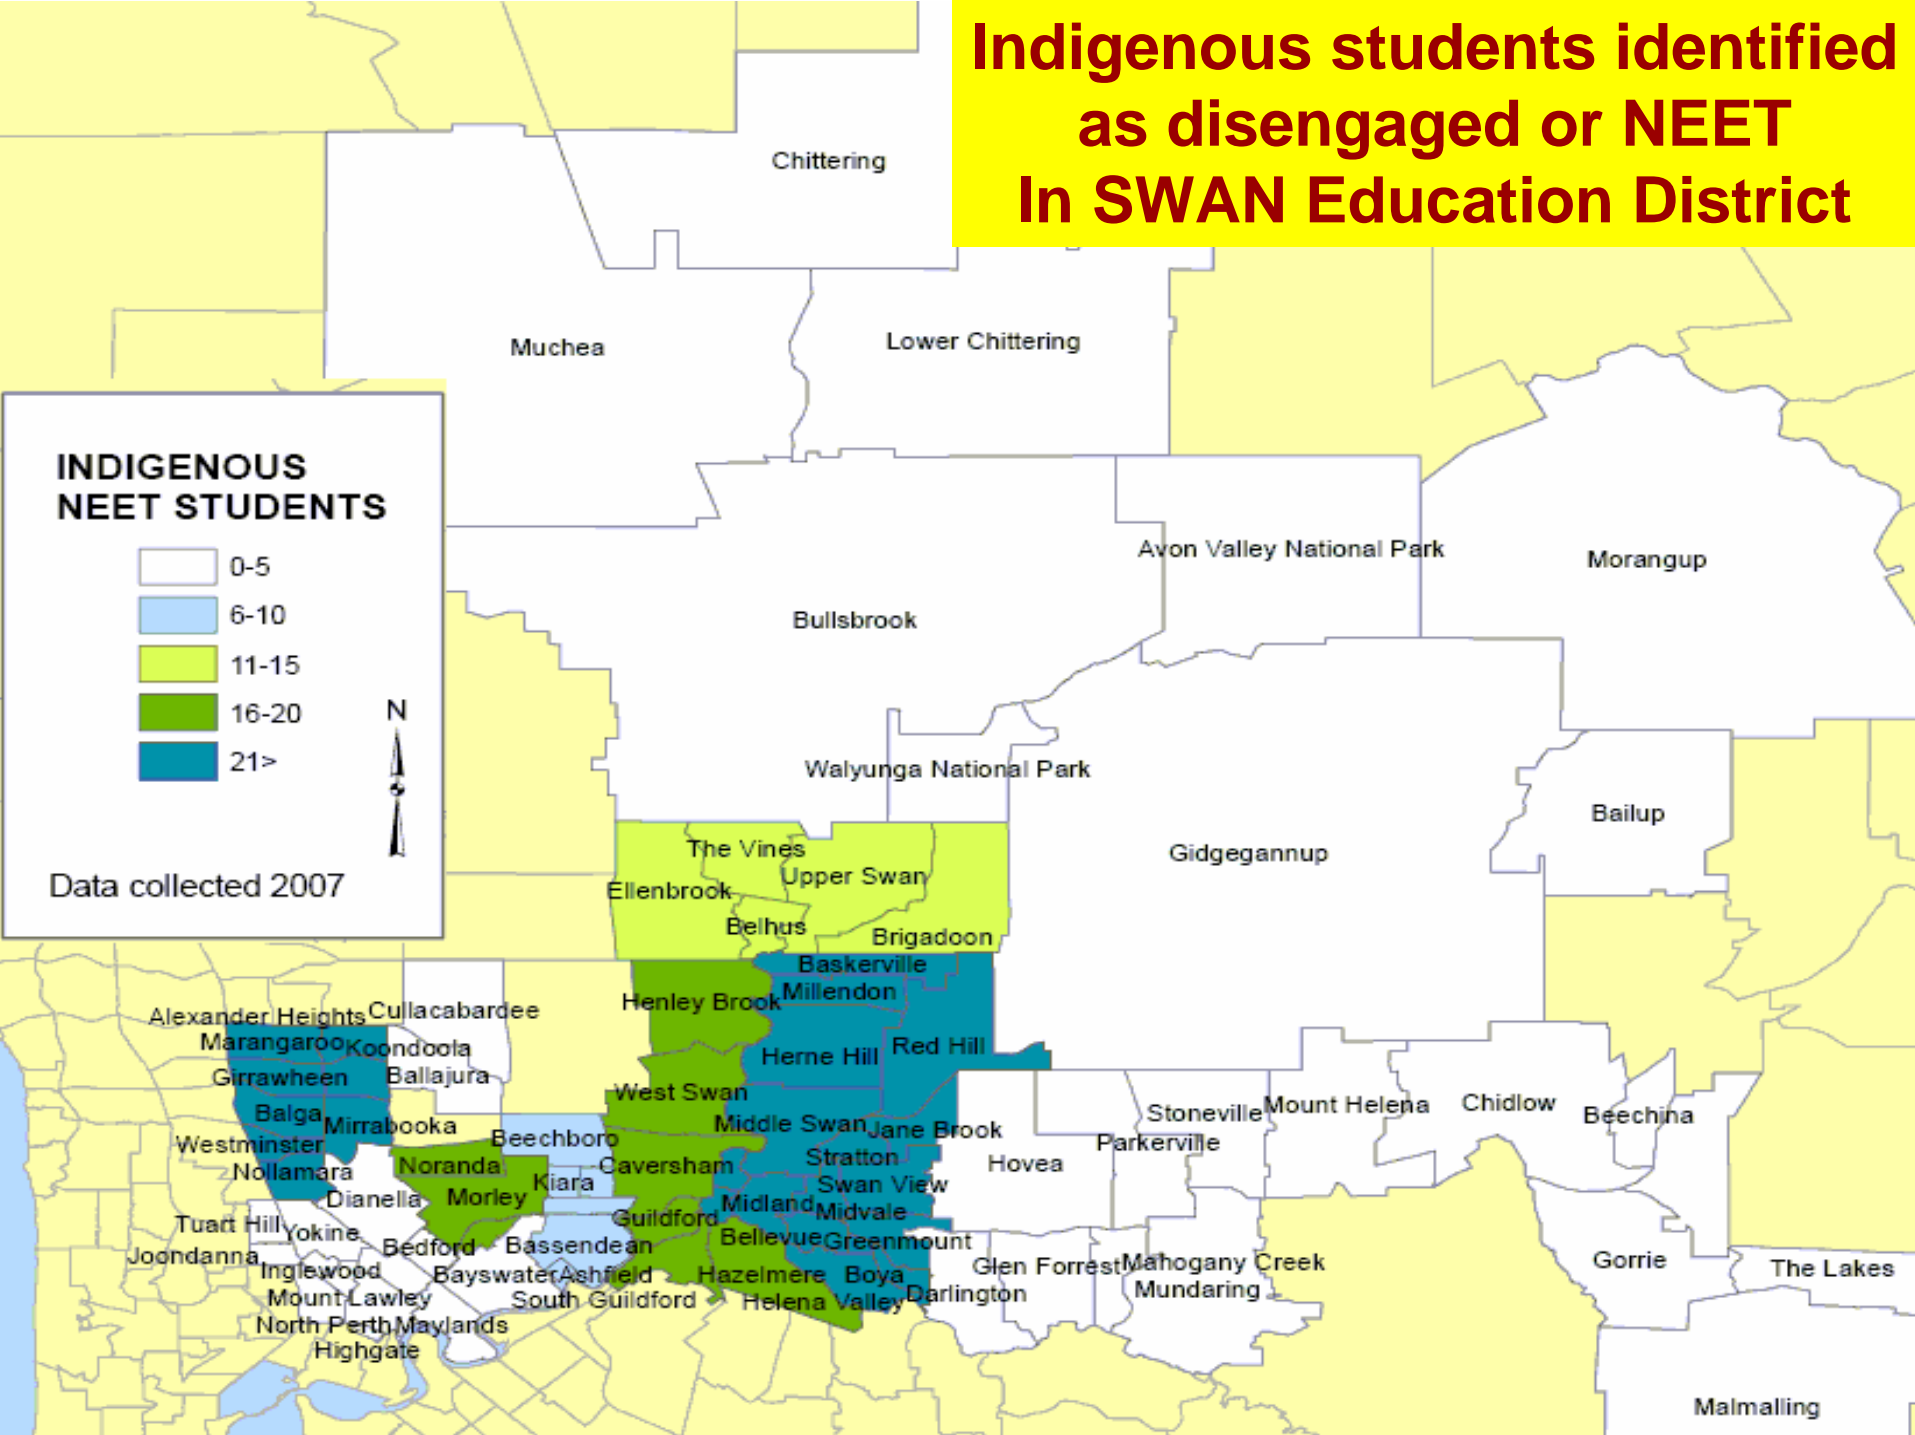 Indigenous students identified
as disengaged or NEET
In SWAN Education District
Chittering
Muchea
Lower Chittering
INDIGENOUS
NEET STUDENTS
0-5
6-10
11-15
16-20
21>
N
Data collected 2007
Avon Valley National Park
Morangup
Bullsbrook
Walyunga National Park
Bailup
Gidgegannup
The Vines
Upper Swan
Ellenbrook
Belhus
Brigadoon
Baskerville
Millendon
Henley Brook
Cullacabardee
Alexander Heights
Marangaroo
Koondoola
Herne Hill
Red Hill
Girrawheen
Ballajura
West Swan
Balga
Mirrabooka
Middle Swan
Jane Brook
Stoneville
Mount Helena
Chidlow
Beechina
Westminster
Beechboro
Parkerville
Nollamara
Noranda
Caversham
Stratton
Hovea
Kiara
Swan View
Dianella
Morley
Midland
Midvale
Tuart Hill
Yokine
Guildford
Bedford
Bassendean
Bellevue
Greenmount
Joondanna
Inglewood
Bayswater
Ashfield
Hazelmere
Boya
Glen Forrest
Mahogany Creek
Gorrie
The Lakes
Mount Lawley
South Guildford
Helena Valley
Darlington
Mundaring
North Perth
Maylands
Highgate
Malmalling